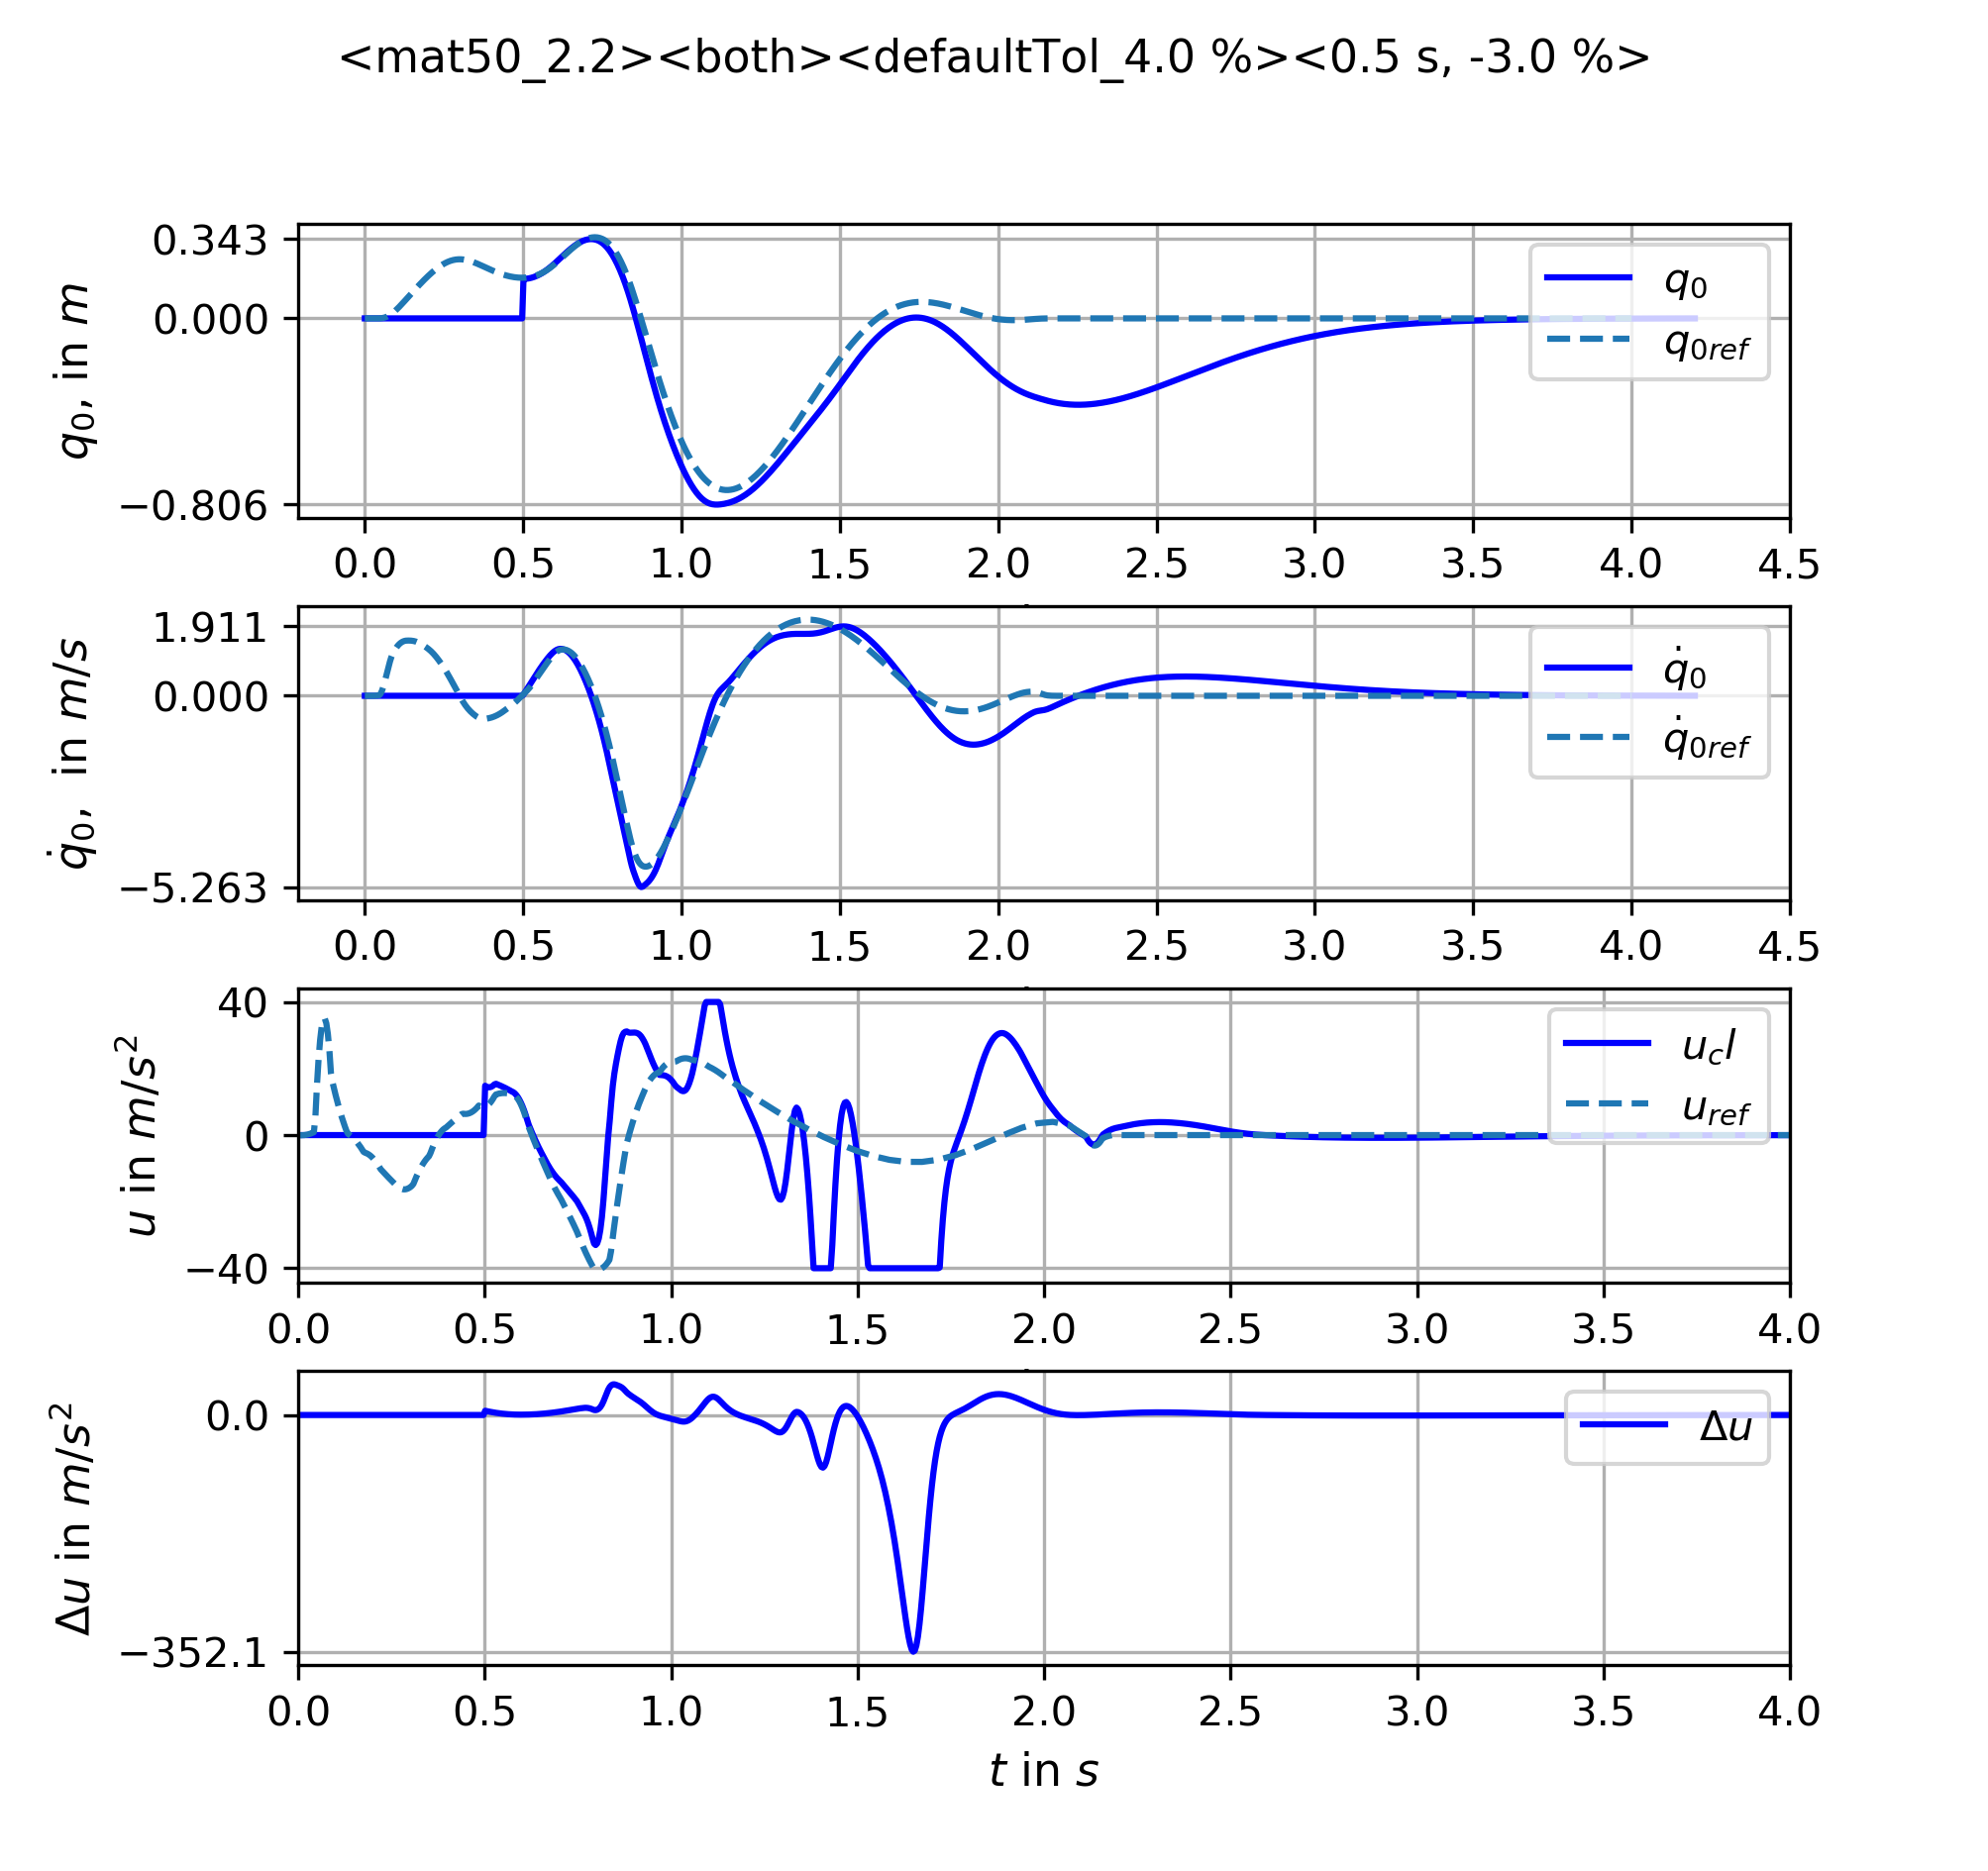 <mat50_2.2><both><defaultTol_4.0 %><0.5 s, -3.0 %>
q₀, in m
0.343
0.000
−0.806
q₀
q₀ref
0.0 0.5 1.0 1.5 2.0 2.5 3.0 3.5 4.0 4.5
q̇₀, in m/s
1.911
0.000
−5.263
q̇₀
q̇₀ref
0.0 0.5 1.0 1.5 2.0 2.5 3.0 3.5 4.0 4.5
u in m/s²
40
0
−40
u_cl
u_ref
0.0 0.5 1.0 1.5 2.0 2.5 3.0 3.5 4.0
Δu in m/s²
0.0
−352.1
Δu
0.0 0.5 1.0 1.5 2.0 2.5 3.0 3.5 4.0
t in s